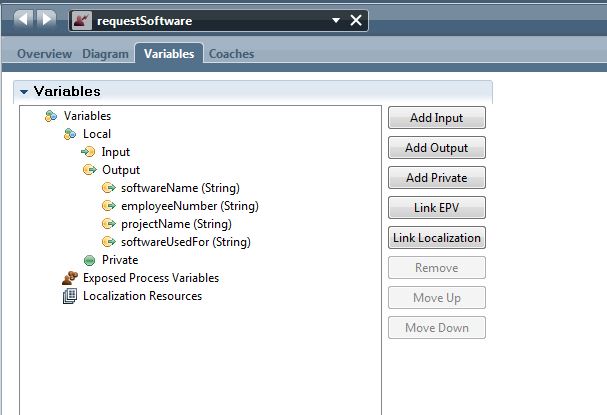 requestSoftware
Overview Diagram Variables Coaches
Variables
Variables
Local
Input
Output
softwareName (String)
employeeNumber (String)
projectName (String)
softwareUsedFor (String)
Private
Exposed Process Variables
Localization Resources
Add Input
Add Output
Add Private
Link EPV
Link Localization
Remove
Move Up
Move Down